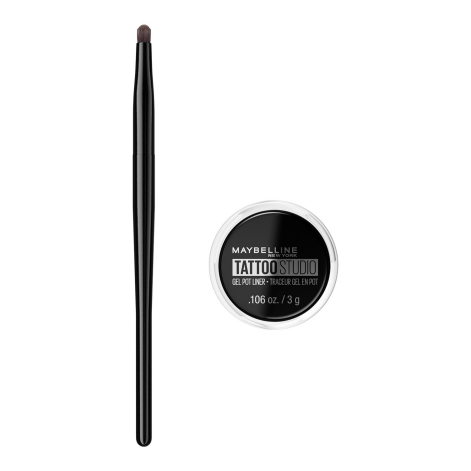 MAYBELLINE
NEW YORK
TATTOO STUDIO
GEL POT LINER • TRACEUR GEL EN POT
.106 oz. / 3 g